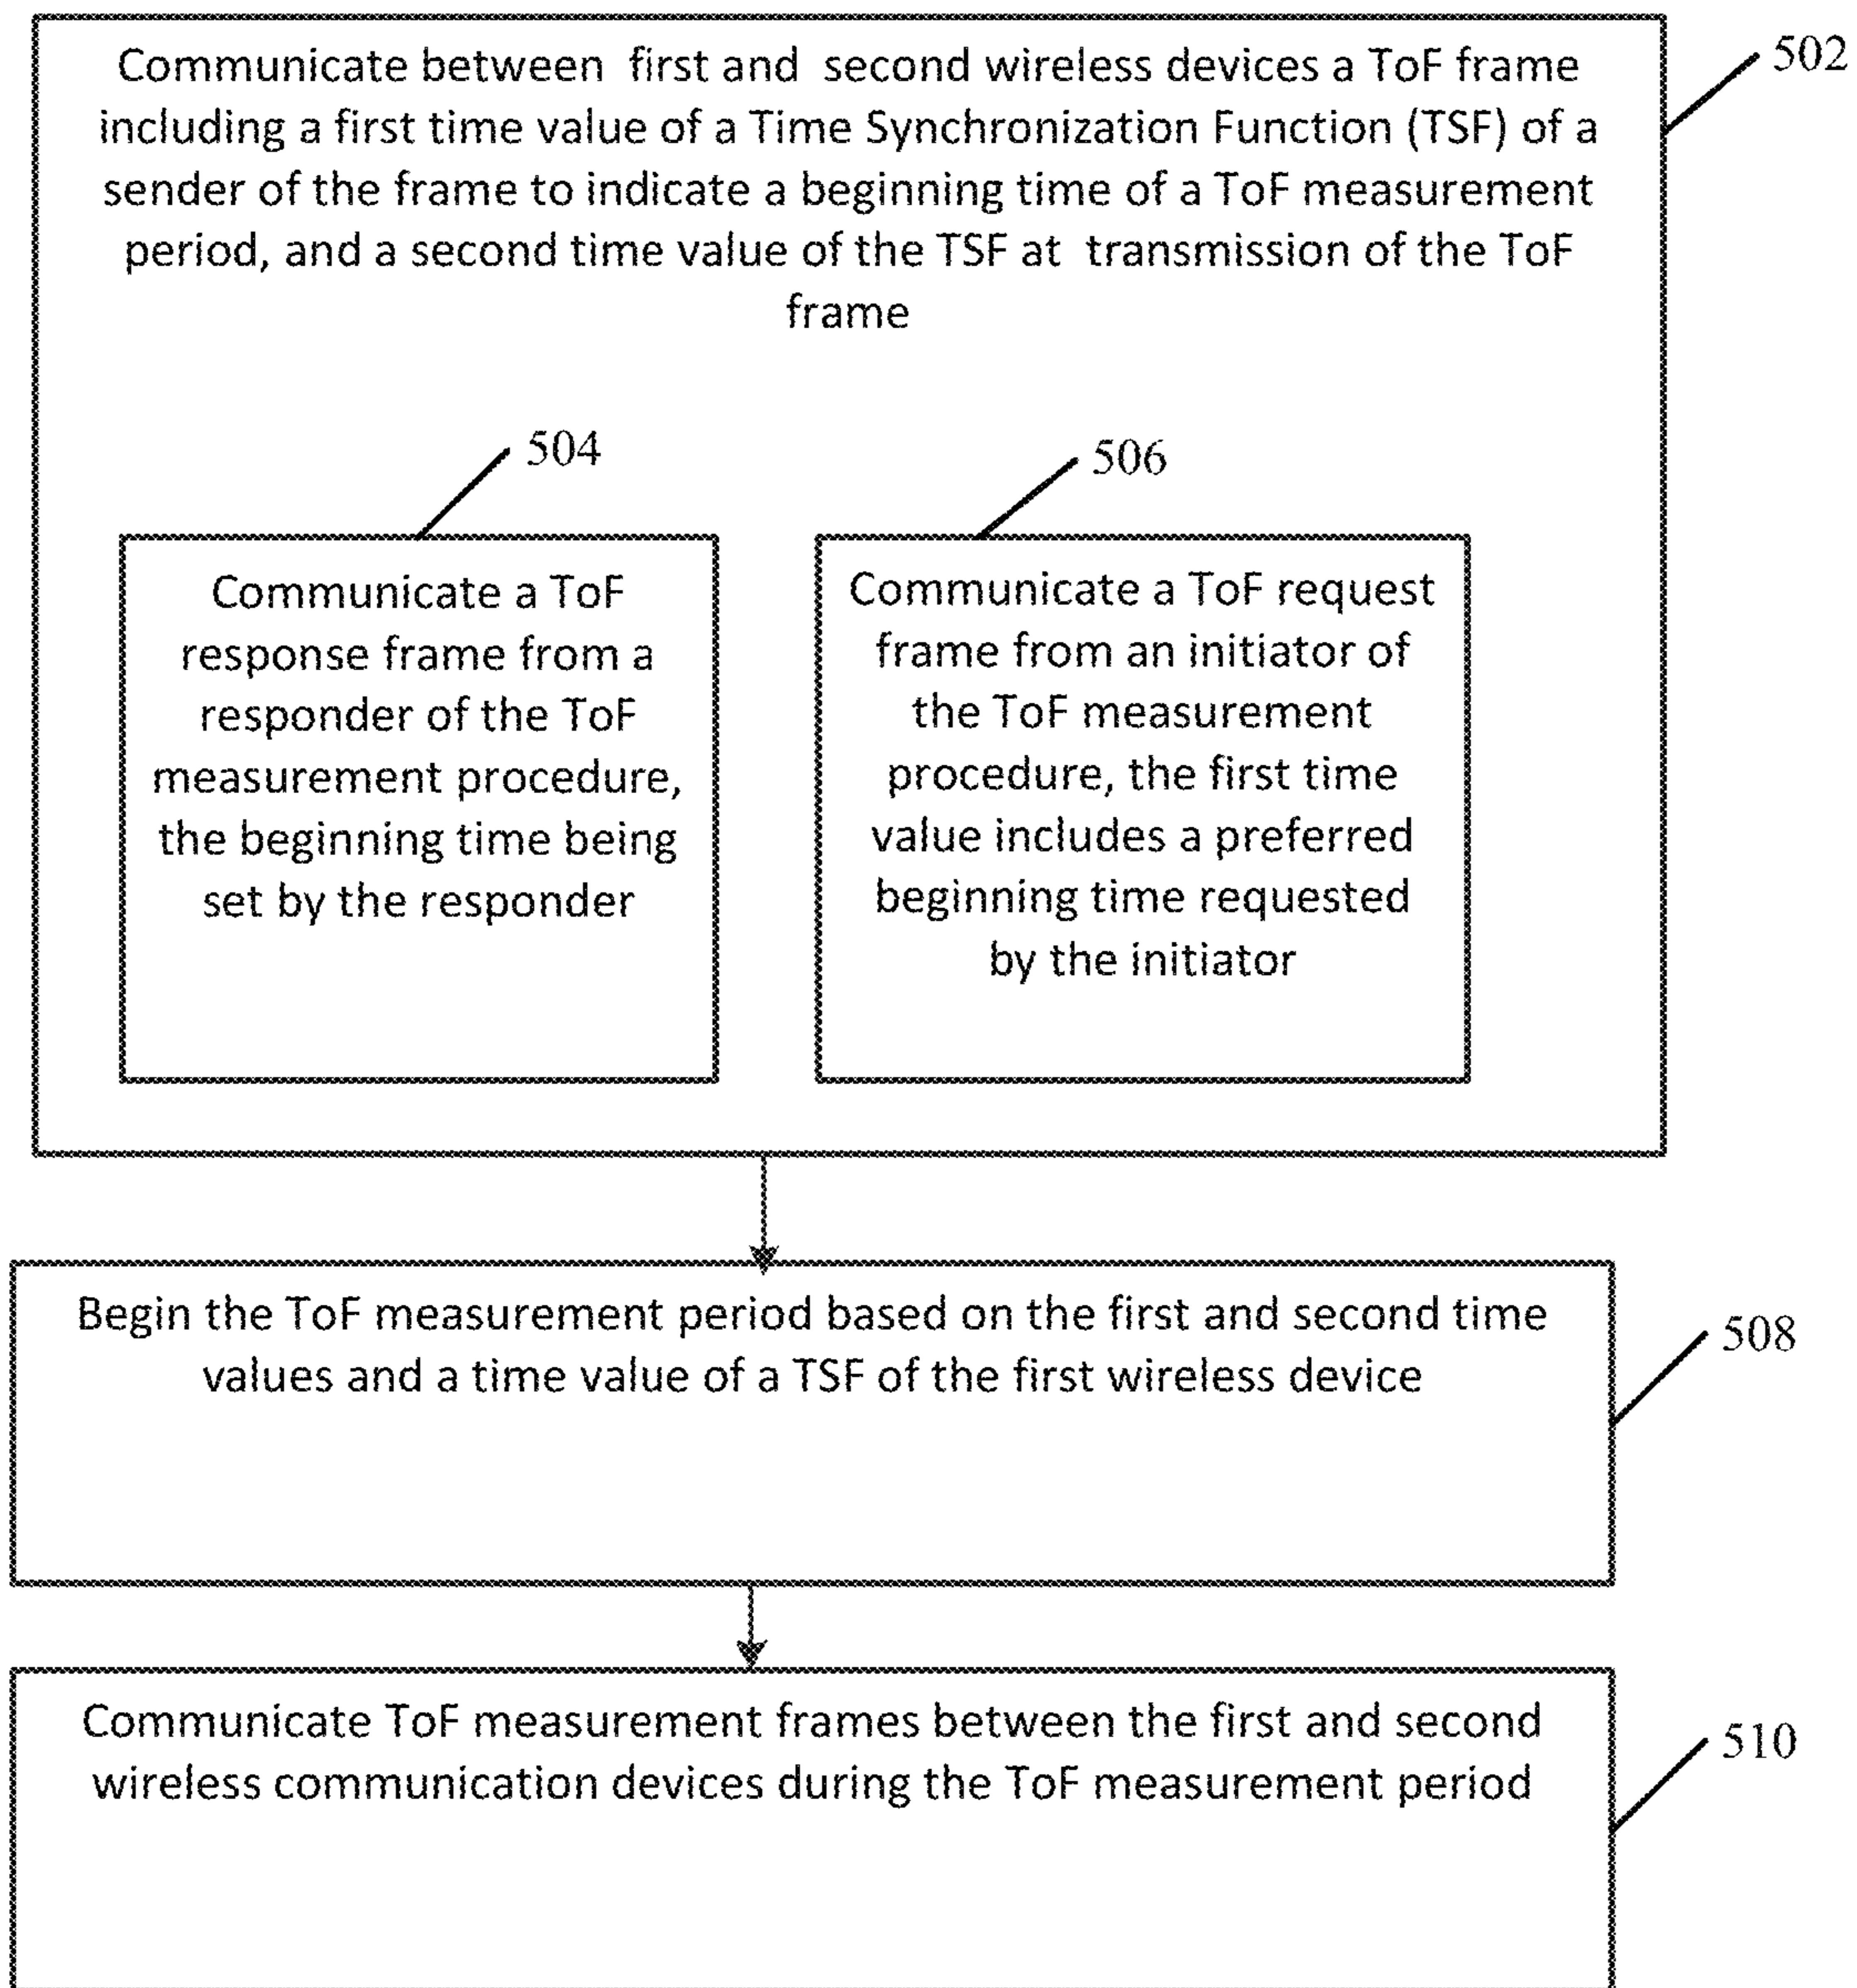 Communicate between first and second wireless devices a ToF frame
including a first time value of a Time Synchronization Function (TSF) of a
sender of the frame to indicate a beginning time of a ToF measurement
period, and a second time value of the TSF at transmission of the ToF
frame
502
504
Communicate a ToF
response frame from a
responder of the ToF
measurement procedure,
the beginning time being
set by the responder
506
Communicate a ToF request
frame from an initiator of
the ToF measurement
procedure, the first time
value includes a preferred
beginning time requested
by the initiator
Begin the ToF measurement period based on the first and second time
values and a time value of a TSF of the first wireless device
508
Communicate ToF measurement frames between the first and second
wireless communication devices during the ToF measurement period
510